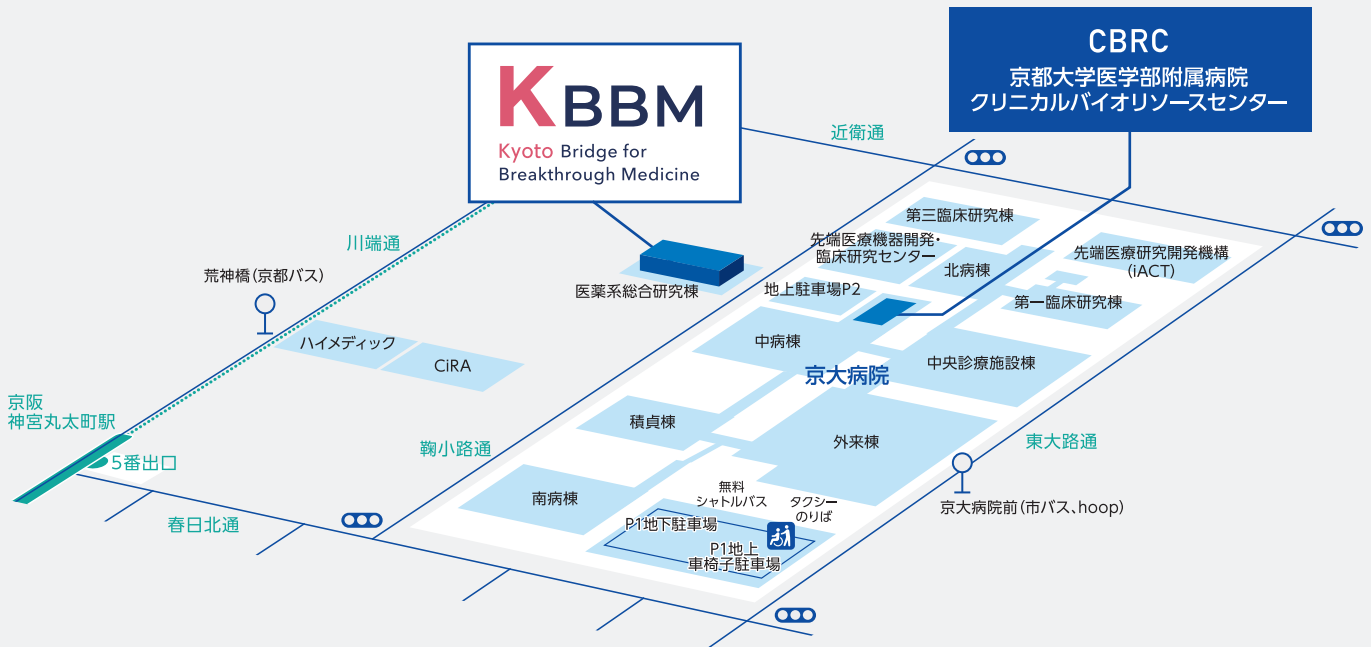 CBRC
京都大学医学部附属病院
クリニカルバイオリソースセンター
KBBM
Kyoto Bridge for
Breakthrough Medicine
近衛通
第三臨床研究棟
川端通
先端医療機器開発・
臨床研究センター
先端医療研究開発機構
(iACT)
北病棟
荒神橋(京都バス)
医薬系総合研究棟
地上駐車場P2
第一臨床研究棟
ハイメディック
CiRA
中病棟
中央診療施設棟
京大病院
京阪
神宮丸太町駅
積貞棟
外来棟
東大路通
鞠小路通
5番出口
南病棟
無料
シャトルバス
タクシー
のりば
京大病院前(市バス、hoop)
春日北通
P1地下駐車場
P1地上
車椅子駐車場